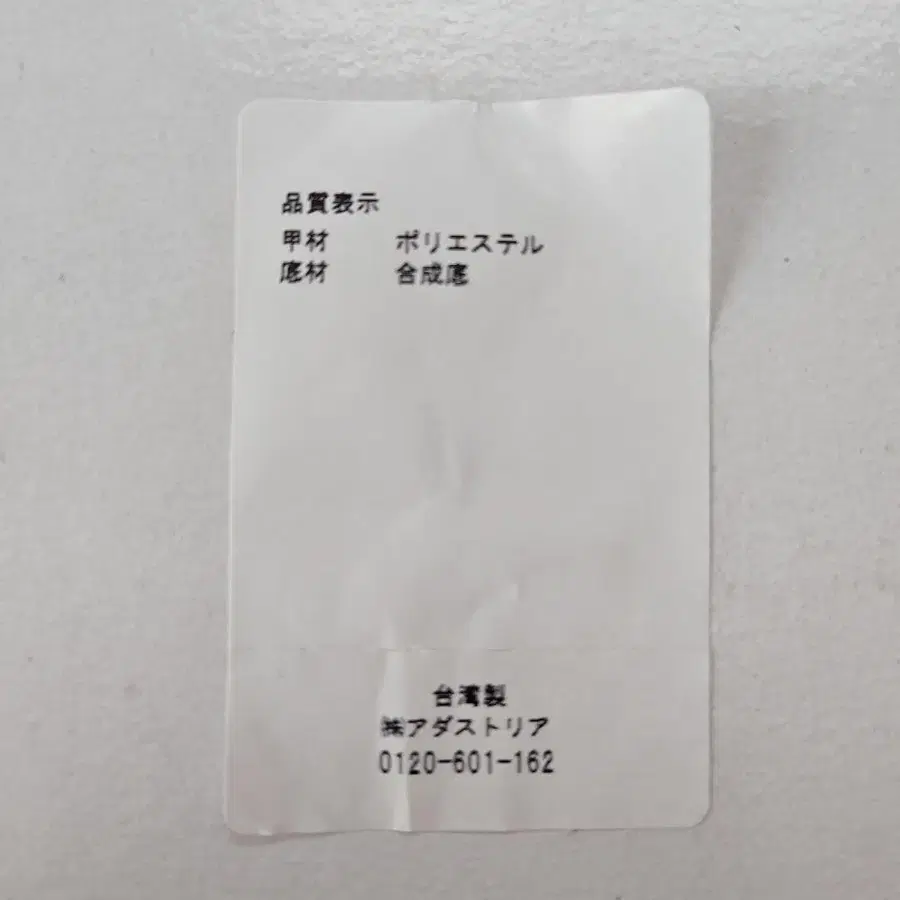 品質表示
甲材 ポリエステル
底材 合成底
台湾製
㈱アダストリア
0120-601-162